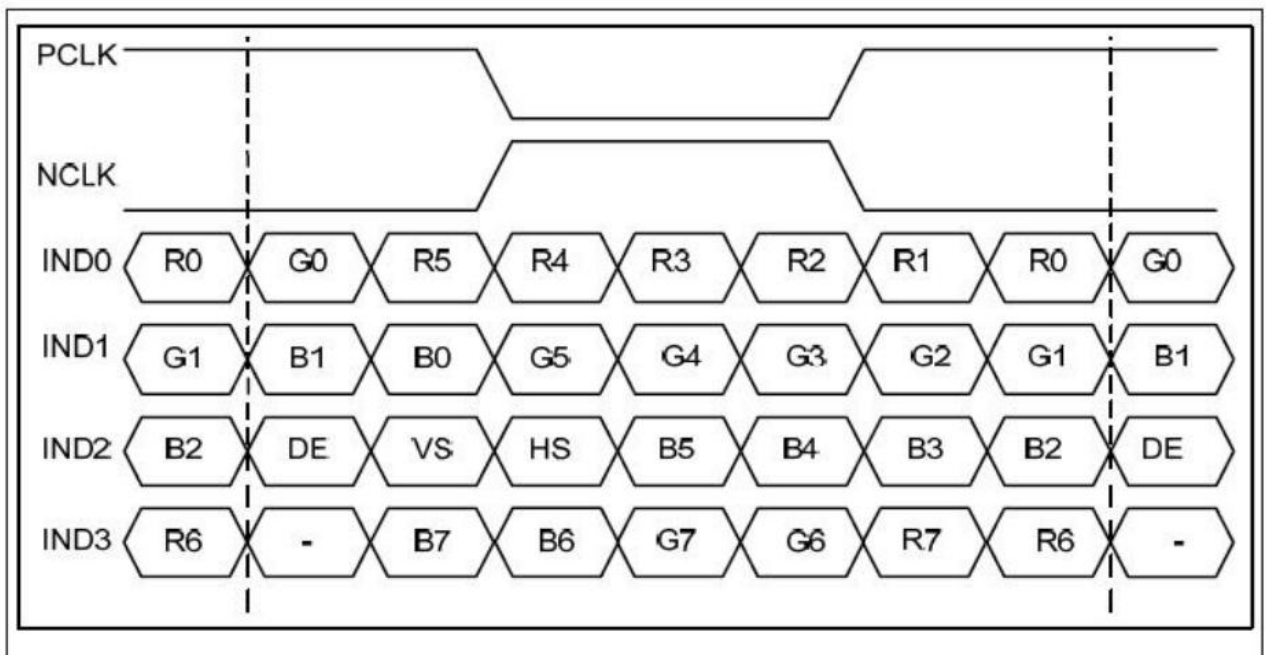 PCLK
NCLK
IND0 R0 G0 R5 R4 R3 R2 R1 R0 G0
IND1 G1 B1 B0 G5 G4 G3 G2 G1 B1
IND2 B2 DE VS HS B5 B4 B3 B2 DE
IND3 R6 - B7 B6 G7 G6 R7 R6 -